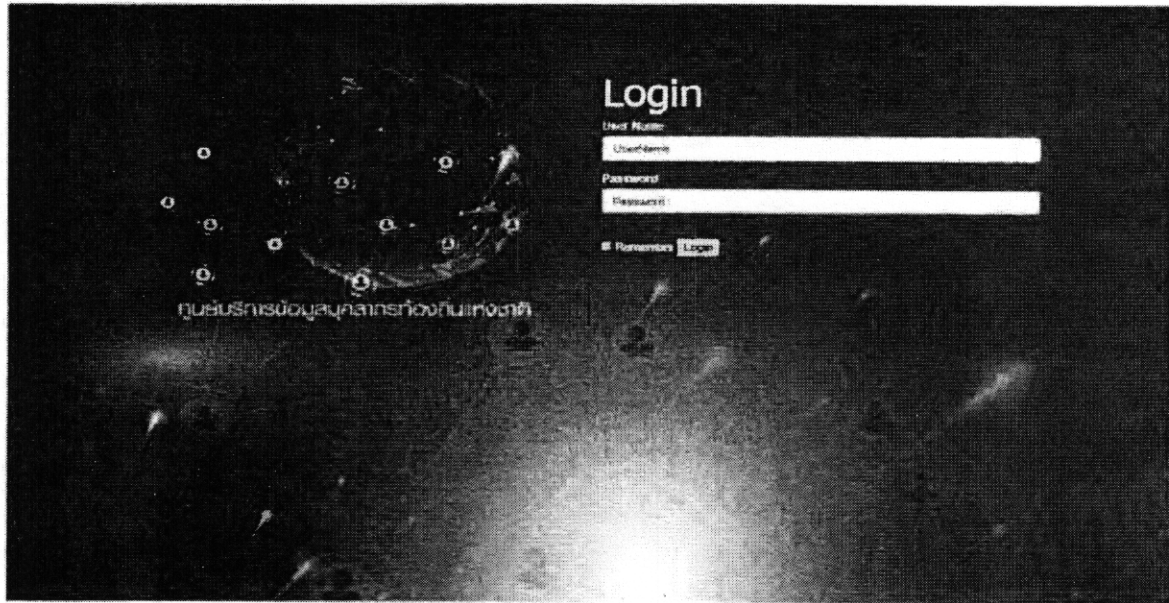 Login
User Name
UserName
Password
Password
Remember Login
ศูนย์บริการข้อมูลบุคลากรท้องถิ่นแห่งชาติ